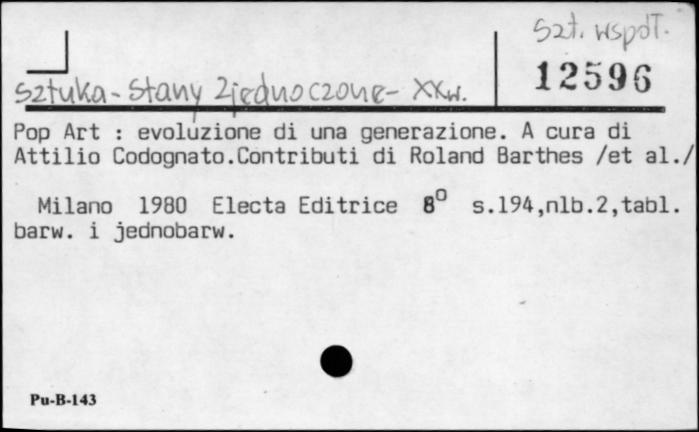 Szt. współ.
12596
Sztuka - Stany Zjednoczone - XXw.
Pop Art : evoluzione di una generazione. A cura di
Attilio Codognato.Contributi di Roland Barthes /et al./
Milano 1980 Electa Editrice 8o s.194,nlb.2,tabl.
barw. i jednobarw.
Pu-B-143